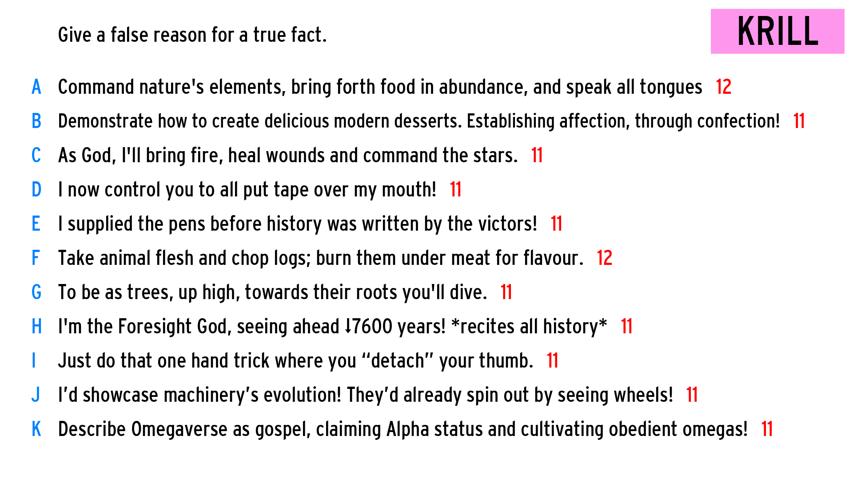 Give a false reason for a true fact.
KRILL
A Command nature's elements, bring forth food in abundance, and speak all tongues 12
B Demonstrate how to create delicious modern desserts. Establishing affection, through confection! 11
C As God, I'll bring fire, heal wounds and command the stars. 11
D I now control you to all put tape over my mouth! 11
E I supplied the pens before history was written by the victors! 11
F Take animal flesh and chop logs; burn them under meat for flavour. 12
G To be as trees, up high, towards their roots you'll dive. 11
H I'm the Foresight God, seeing ahead ⇃7600 years! *recites all history* 11
I Just do that one hand trick where you “detach” your thumb. 11
J I’d showcase machinery’s evolution! They’d already spin out by seeing wheels! 11
K Describe Omegaverse as gospel, claiming Alpha status and cultivating obedient omegas! 11